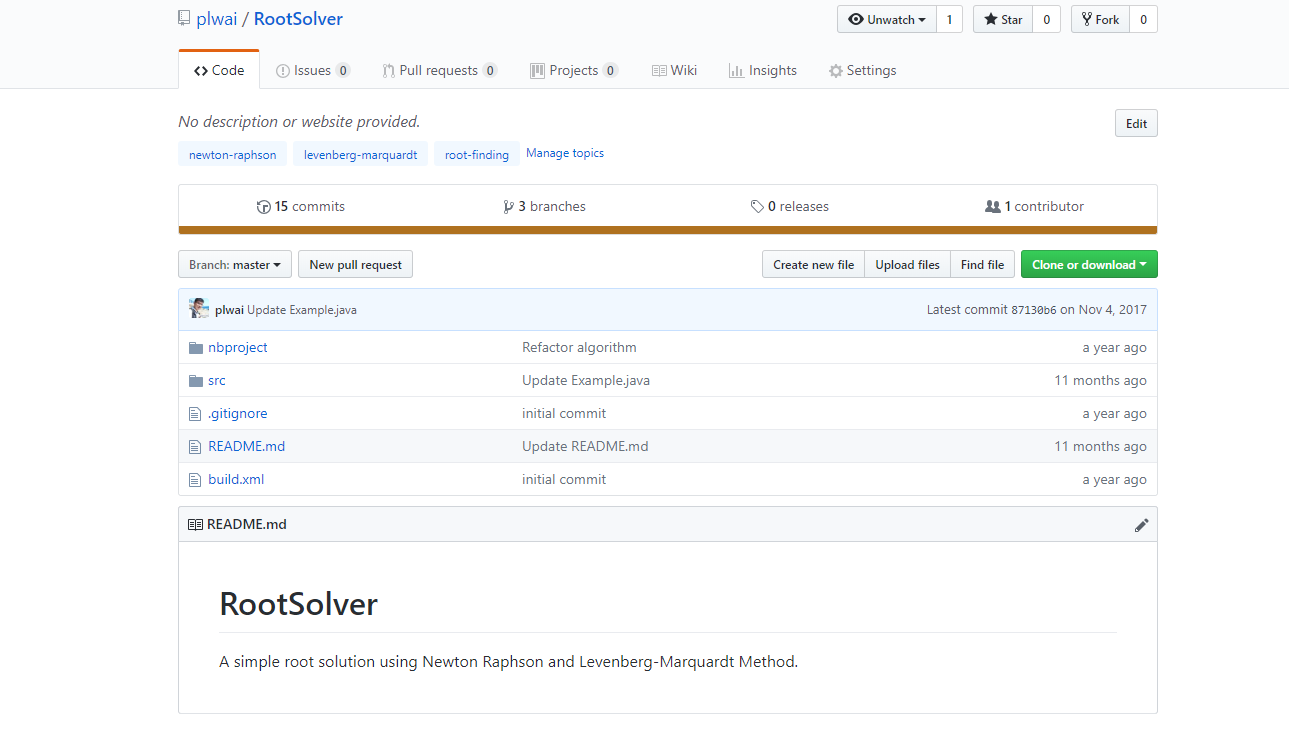 plwai / RootSolver
Unwatch 1 Star 0 Fork 0
Code Issues 0 Pull requests 0 Projects 0 Wiki Insights Settings
No description or website provided. Edit
newton-raphson levenberg-marquardt root-finding Manage topics
15 commits 3 branches 0 releases 1 contributor
Branch: master New pull request Create new file Upload files Find file Clone or download
plwai Update Example.java Latest commit 87130b6 on Nov 4, 2017
nbproject Refactor algorithm a year ago
src Update Example.java 11 months ago
.gitignore initial commit a year ago
README.md Update README.md 11 months ago
build.xml initial commit a year ago
README.md
RootSolver
A simple root solution using Newton Raphson and Levenberg-Marquardt Method.